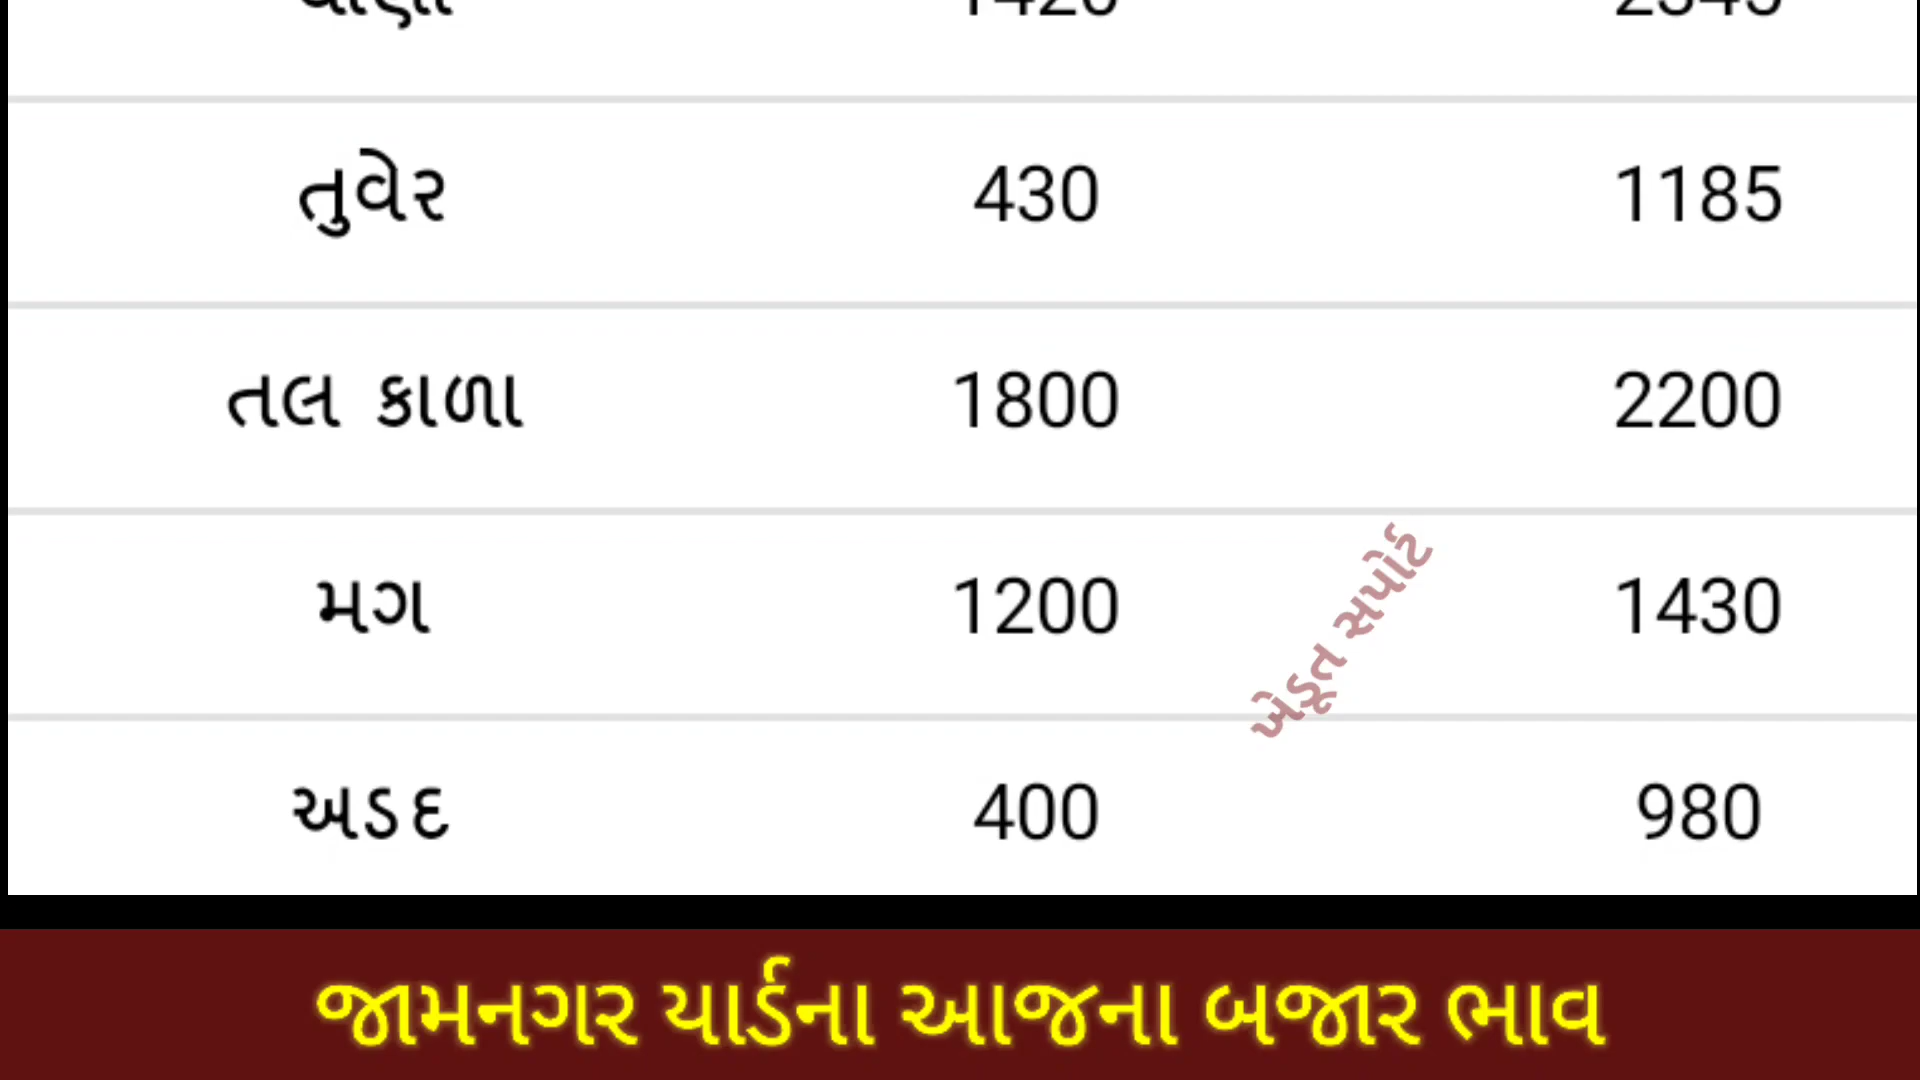 તુવેર 430 1185
તલ કાળા 1800 2200
મગ 1200 1430
ખેડૂત સપોર્ટ
અડદ 400 980
જામનગર યાર્ડના આજના બજાર ભાવ